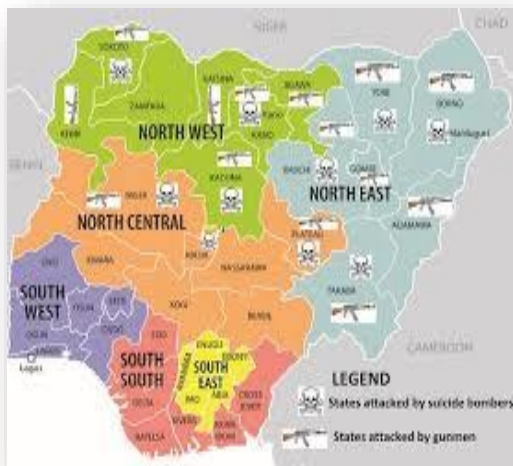 NIGER
CHAD
SOKOTO
KATSINA
JIGAWA
YOBE
BORNO
ZAMFARA
Kano
Maiduguri
KEBBI
NORTH WEST
KANO
BENIN
KADUNA
BAUCHI
GOMBE
NORTH EAST
NIGER
ADAMAWA
NORTH CENTRAL
PLATEAU
ABUJA
KWARA
NASSARAWA
TARABA
OYO
SOUTH
WEST
OSUN
EKITI
KOGI
BENUE
OGUN
ONDO
LAGOS
Lagos
EDO
ENUGU
EBONYI
ANAMBRA
CAMEROON
SOUTH
SOUTH
SOUTH
EAST
DELTA
IMO
ABIA
CROSS
RIVER
RIVERS
BAYELSA
AKWA
IBOM
LEGEND
States attacked by suicide bombers
States attacked by gunmen